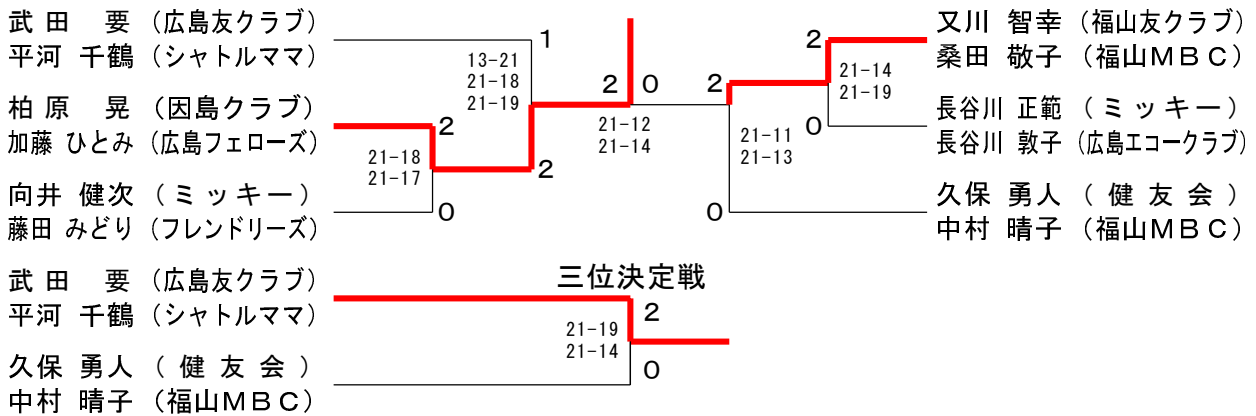 武田 要 (広島友クラブ)
平河 千鶴 (シャトルママ)
柏原 晃 (因島クラブ)
加藤 ひとみ (広島フェローズ)
向井 健次 (ミッキー)
藤田 みどり (フレンドリーズ)
1
13-21
21-18
21-19
2
21-18
21-17
0
2
2 0
21-12
21-14
2
21-11
21-13
0
2
21-14
21-19
0
又川 智幸 (福山友クラブ)
桑田 敬子 (福山MBC)
長谷川 正範 (ミッキー)
長谷川 敦子 (広島エコークラブ)
久保 勇人 (健友会)
中村 晴子 (福山MBC)
三位決定戦
武田 要 (広島友クラブ)
平河 千鶴 (シャトルママ)
久保 勇人 (健友会)
中村 晴子 (福山MBC)
2
21-19
21-14
0